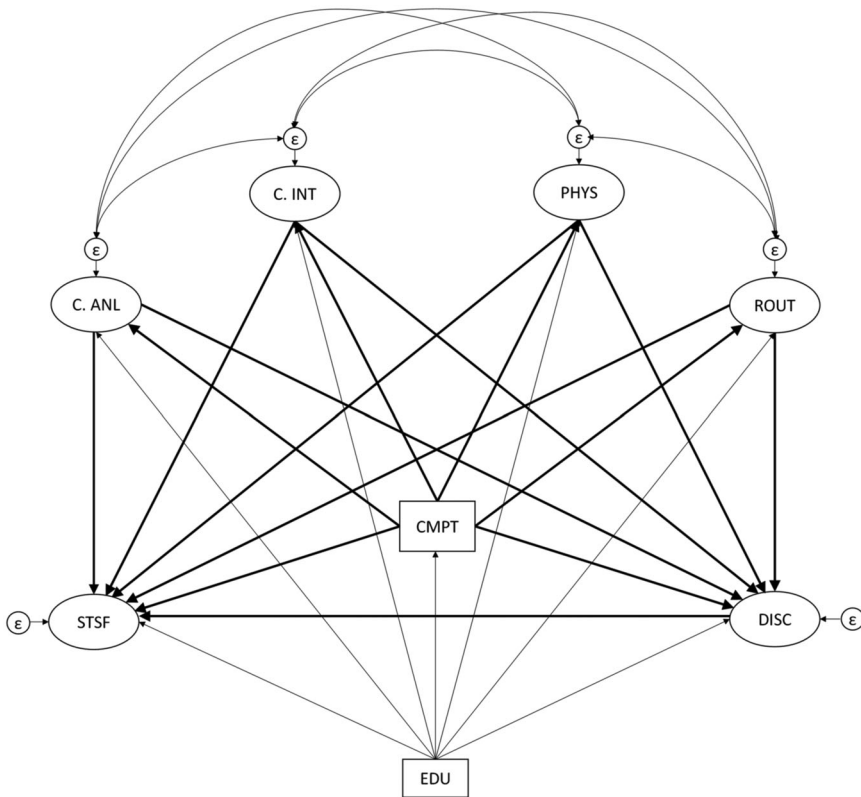 ε
ε
C. INT
PHYS
ε
ε
C. ANL
ROUT
CMPT
ε
STSF
DISC
ε
EDU